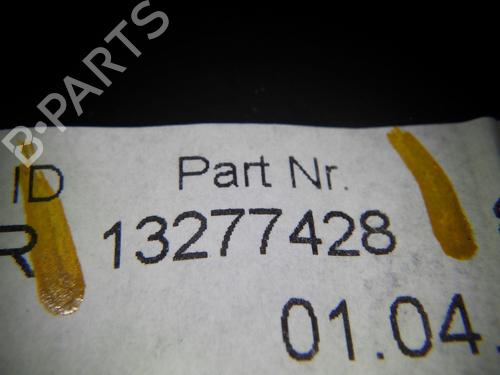 B-PARTS
ID Part Nr.
R 13277428
01.04.